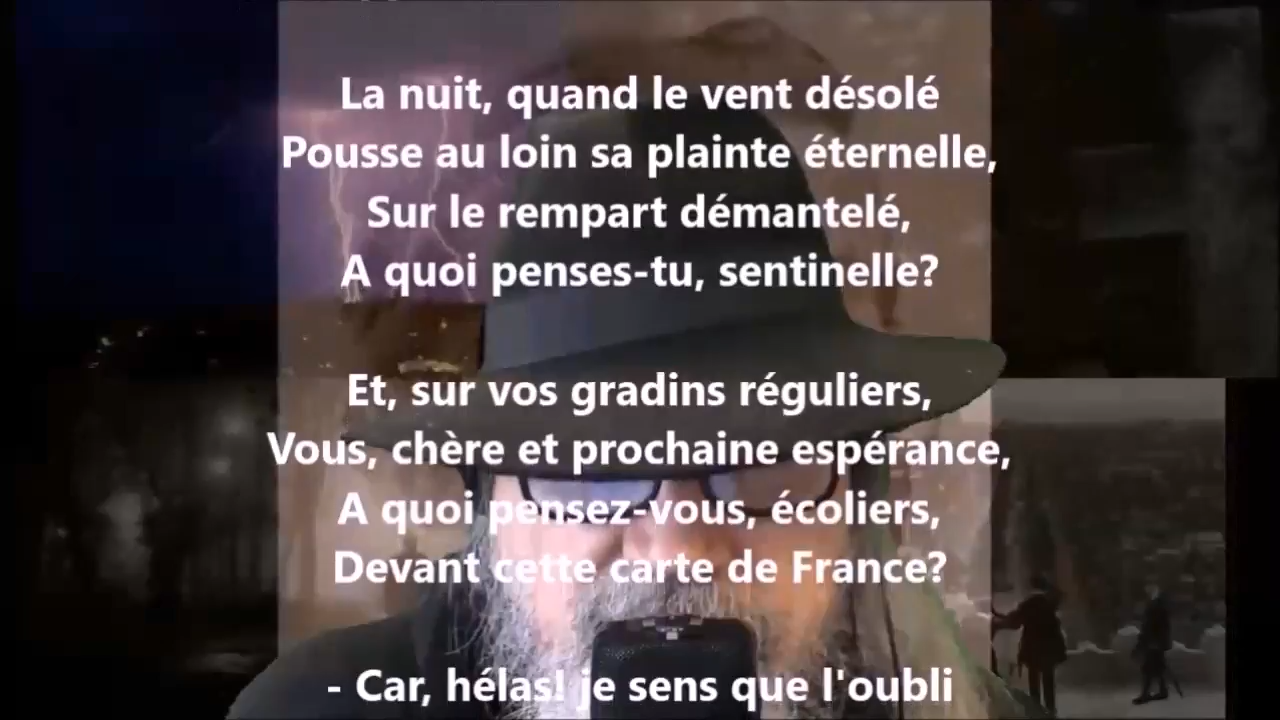 La nuit, quand le vent désolé
Pousse au loin sa plainte éternelle,
Sur le rempart démantelé,
A quoi penses-tu, sentinelle?
Et, sur vos gradins réguliers,
Vous, chère et prochaine espérance,
A quoi pensez-vous, écoliers,
Devant cette carte de France?
- Car, hélas! je sens que l'oubli